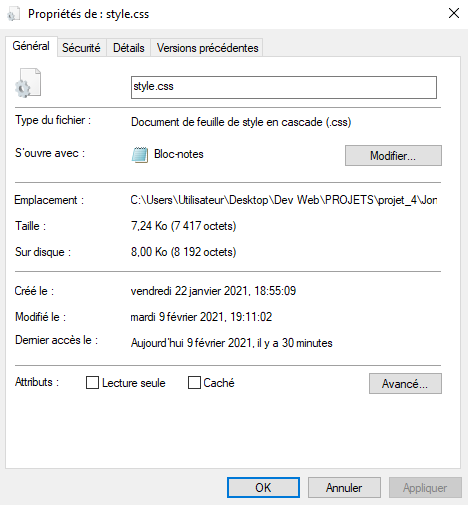 Propriétés de : style.css
Général Sécurité Détails Versions précédentes
style.css
Type du fichier : Document de feuille de style en cascade (.css)
S'ouvre avec : Bloc-notes Modifier...
Emplacement : C:\Users\Utilisateur\Desktop\Dev Web\PROJETS\projet_4\Jor
Taille : 7,24 Ko (7 417 octets)
Sur disque : 8,00 Ko (8 192 octets)
Créé le : vendredi 22 janvier 2021, 18:55:09
Modifié le : mardi 9 février 2021, 19:11:02
Dernier accès le : Aujourd'hui 9 février 2021, il y a 30 minutes
Attributs : Lecture seule Caché Avancé...
OK Annuler Appliquer